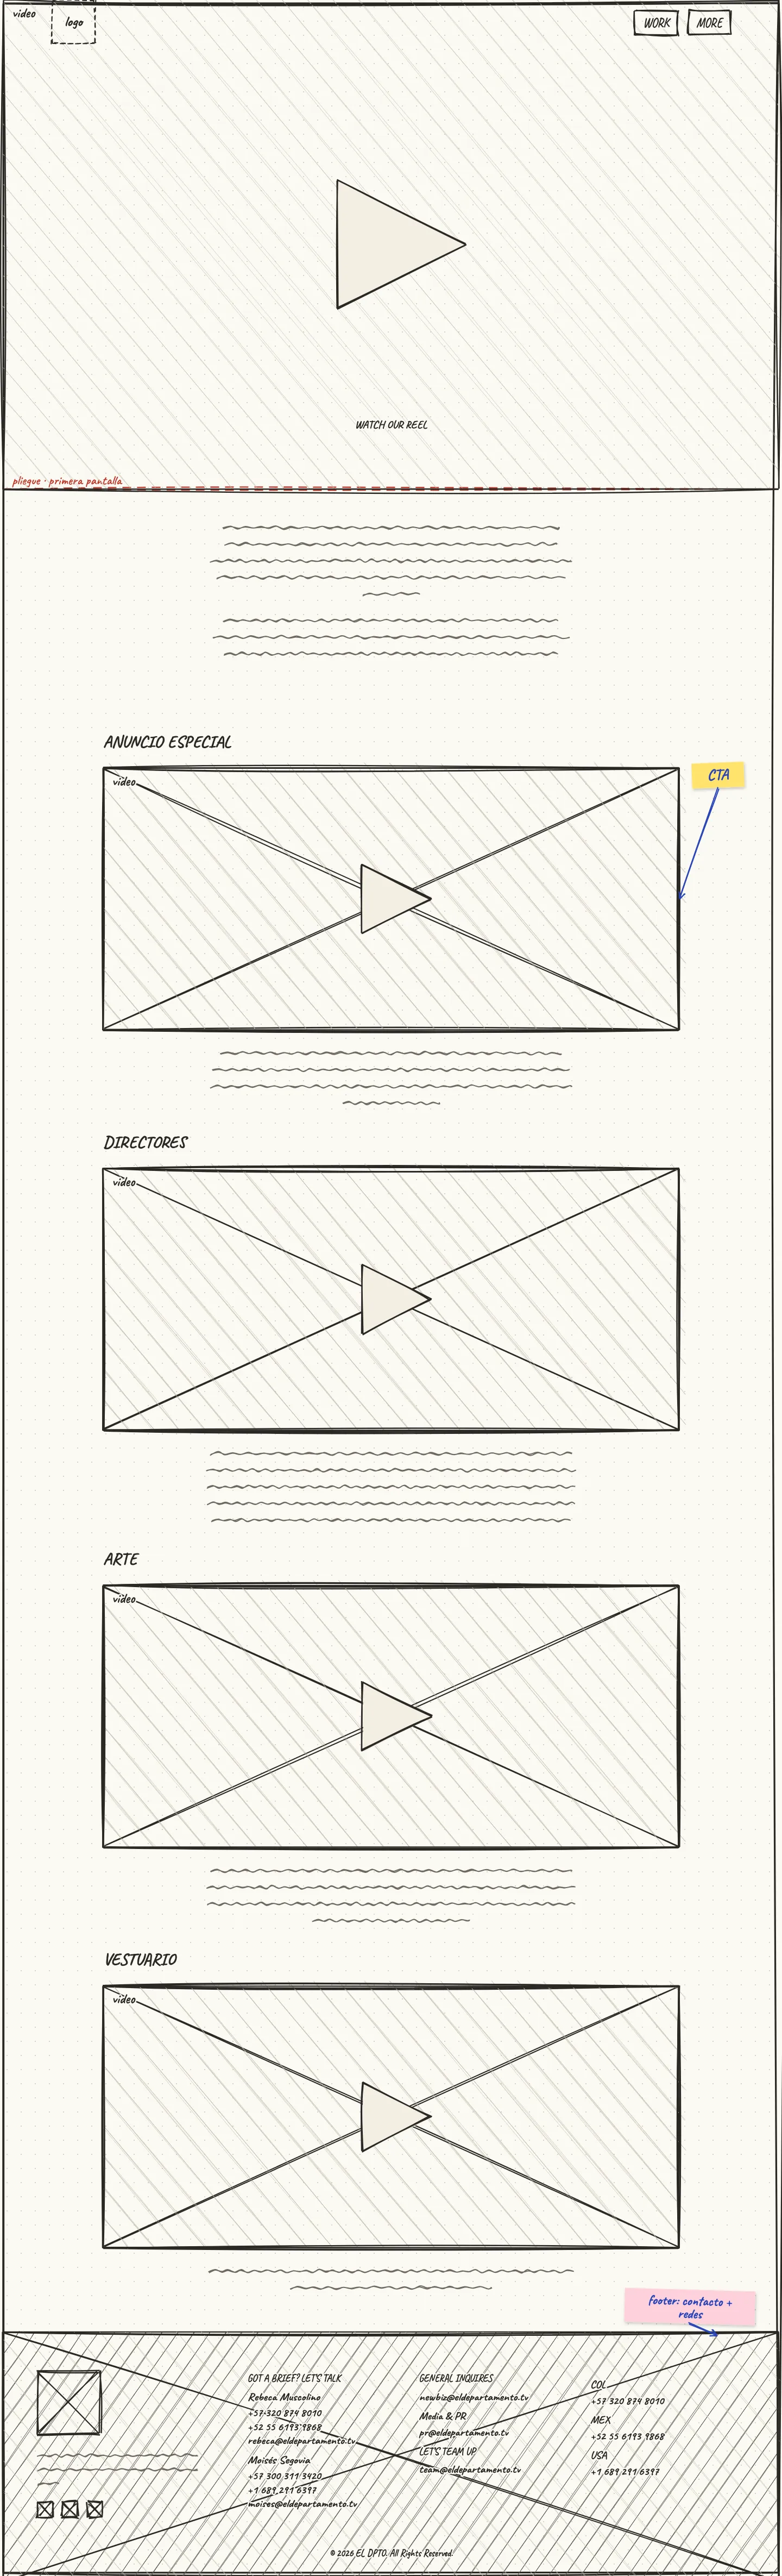 video
logo
WORK
MORE
WATCH OUR REEL
pliegue · primera pantalla
ANUNCIO ESPECIAL
video
CTA
DIRECTORES
video
ARTE
video
VESTUARIO
video
footer: contacto +
redes
GOT A BRIEF? LET'S TALK
Rebeca Muscolino
+57 320 874 8010
+52 55 6193 9868
rebeca@eldepartamento.tv
Moisés Segovia
+57 300 311 3420
+1 689 291 6397
moises@eldepartamento.tv
GENERAL INQUIRES
newbiz@eldepartamento.tv
Media & PR
pr@eldepartamento.tv
LET'S TEAM UP
team@eldepartamento.tv
COL
+57 320 874 8010
MEX
+52 55 6193 9868
USA
+1 689 291 6397
© 2026 EL DPTO. All Rights Reserved.